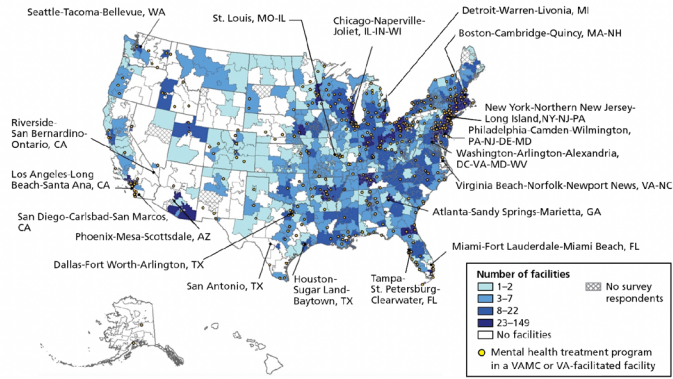 Seattle-Tacoma-Bellevue, WA
St. Louis, MO-IL
Chicago-Naperville-
Joliet, IL-IN-WI
Detroit-Warren-Livonia, MI
Boston-Cambridge-Quincy, MA-NH
New York-Northern New Jersey-
Long Island,NY-NJ-PA
Philadelphia-Camden-Wilmington,
PA-NJ-DE-MD
Washington-Arlington-Alexandria,
DC-VA-MD-WV
Virginia Beach-Norfolk-Newport News, VA-NC
Atlanta-Sandy Springs-Marietta, GA
Miami-Fort Lauderdale-Miami Beach, FL
Riverside-
San Bernardino-
Ontario, CA
Los Angeles-Long
Beach-Santa Ana, CA
San Diego-Carlsbad-San Marcos,
CA
Phoenix-Mesa-Scottsdale, AZ
Dallas-Fort Worth-Arlington, TX
San Antonio, TX
Houston-
Sugar Land-
Baytown, TX
Tampa-
St. Petersburg-
Clearwater, FL
Number of facilities
1–2
3–7
8–22
23–149
No facilities
No survey
respondents
Mental health treatment program
in a VAMC or VA-facilitated facility